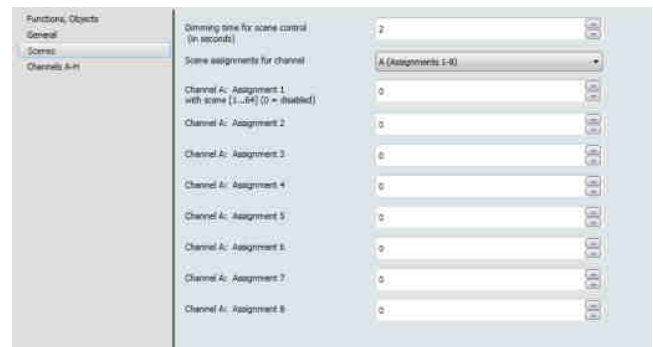 Functions, Objects
General
Scenes
Channels A-H
Dimming time for scene control
(in seconds)
2
Scene assignments for channel
A (Assignments 1-8)
Channel A: Assignment 1
with scene [1...64] (0 = disabled)
0
Channel A: Assignment 2
0
Channel A: Assignment 3
0
Channel A: Assignment 4
0
Channel A: Assignment 5
0
Channel A: Assignment 6
0
Channel A: Assignment 7
0
Channel A: Assignment 8
0